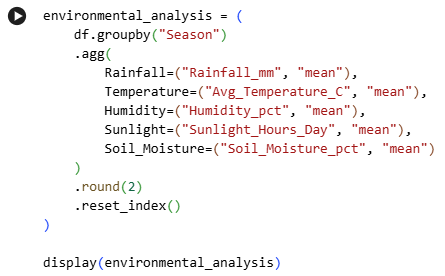 environmental_analysis = (
    df.groupby("Season")
    .agg(
        Rainfall=("Rainfall_mm", "mean"),
        Temperature=("Avg_Temperature_C", "mean"),
        Humidity=("Humidity_pct", "mean"),
        Sunlight=("Sunlight_Hours_Day", "mean"),
        Soil_Moisture=("Soil_Moisture_pct", "mean")
    )
    .round(2)
    .reset_index()
)

display(environmental_analysis)